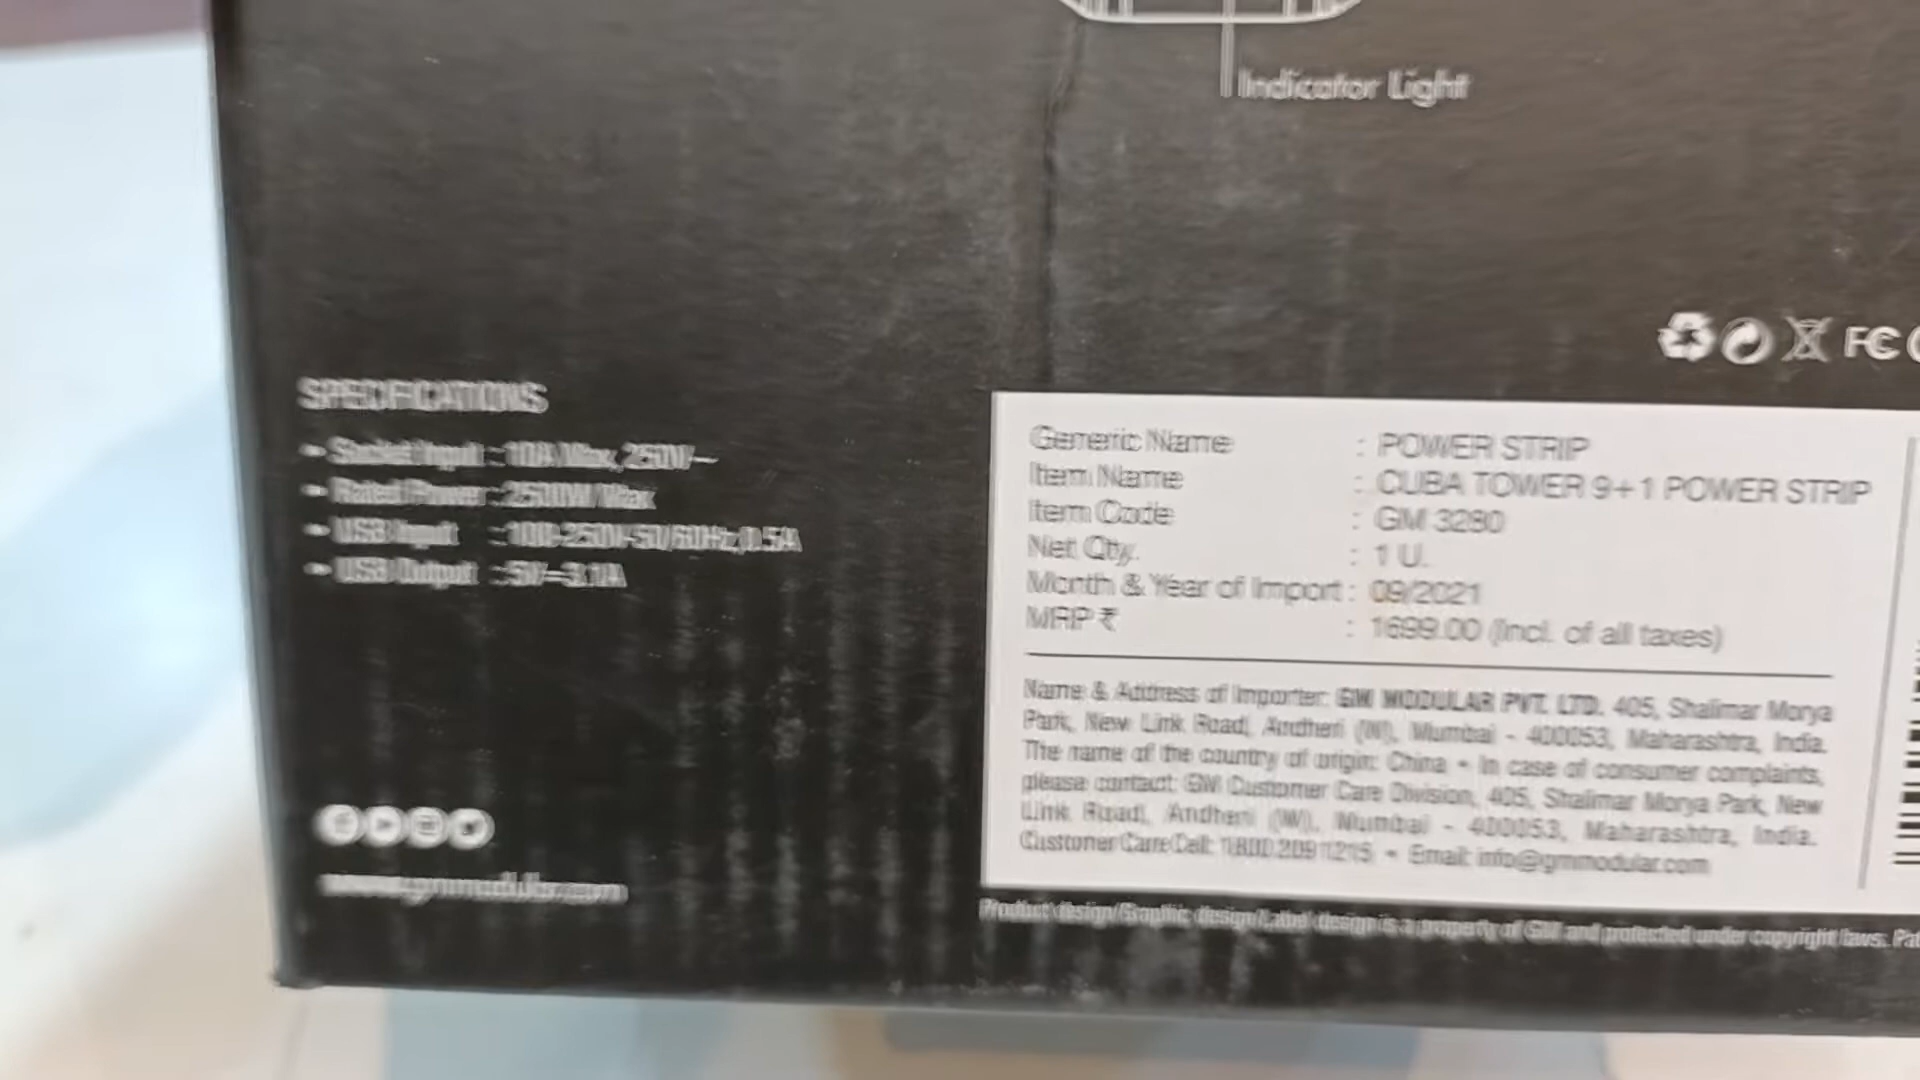 Indicator Light
FC
SPECIFICATIONS
• Socket Input : 10A Max, 250V~
• Rated Power : 2500W Max
• USB Input : 100-250V~50/60Hz,0.5A
• USB Output : 5V⎓3.1A
Generic Name : POWER STRIP
Item Name : CUBA TOWER 9+1 POWER STRIP
Item Code : GM 3280
Net Qty. : 1 U.
Month & Year of Import : 09/2021
MRP ₹ : 1699.00 (Incl. of all taxes)
Name & Address of Importer: GM MODULAR PVT. LTD. 405, Shalimar Morya
Park, New Link Road, Andheri (W), Mumbai - 400053, Maharashtra, India.
The name of the country of origin: China • In case of consumer complaints,
please contact: GM Customer Care Division, 405, Shalimar Morya Park, New
Link Road, Andheri (W), Mumbai - 400053, Maharashtra, India.
Customer Care Call: 1800 209 1215 • Email: info@gmmodular.com
www.gmmodular.com
Product design/Graphic design/Label design is a property of GM and protected under copyright laws.